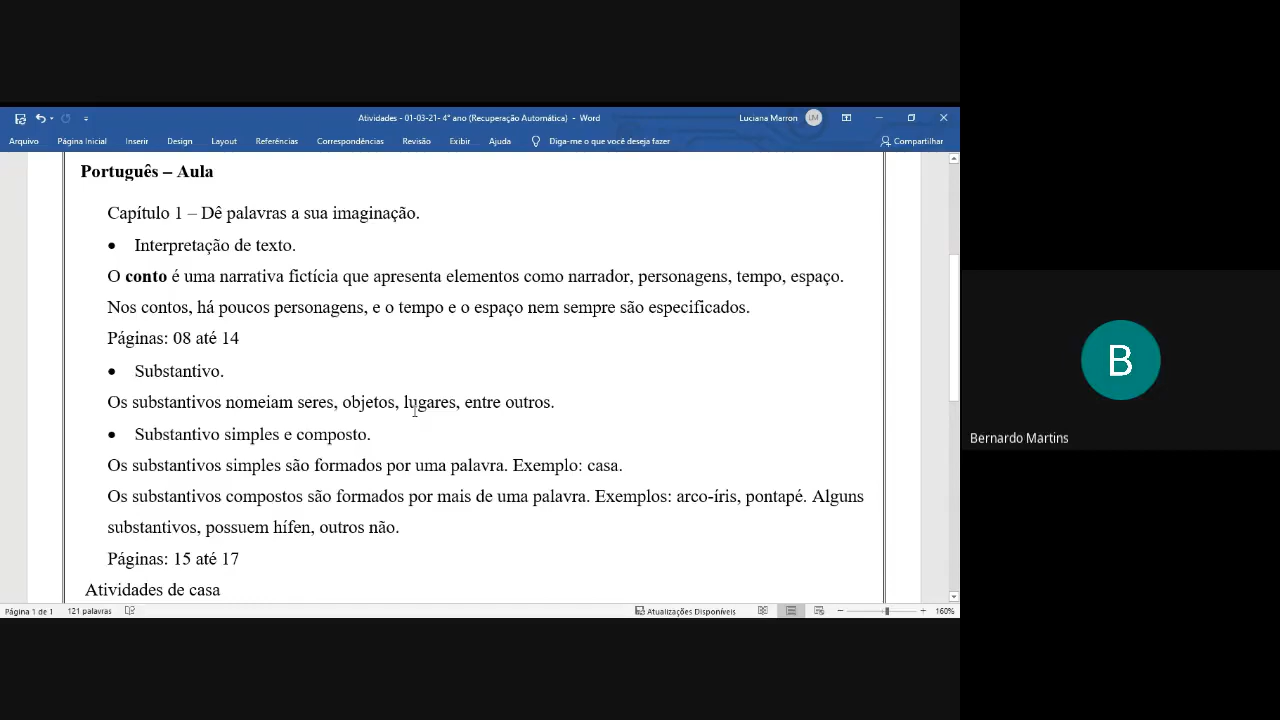 Atividades - 01-03-21- 4° ano (Recuperação Automática) - Word
Luciana Marron
LM
Arquivo
Página Inicial
Inserir
Design
Layout
Referências
Correspondências
Revisão
Exibir
Ajuda
Diga-me o que você deseja fazer
Compartilhar
Português – Aula
Capítulo 1 – Dê palavras a sua imaginação.
• Interpretação de texto.
O conto é uma narrativa fictícia que apresenta elementos como narrador, personagens, tempo, espaço.
Nos contos, há poucos personagens, e o tempo e o espaço nem sempre são especificados.
Páginas: 08 até 14
• Substantivo.
Os substantivos nomeiam seres, objetos, lugares, entre outros.
• Substantivo simples e composto.
Os substantivos simples são formados por uma palavra. Exemplo: casa.
Os substantivos compostos são formados por mais de uma palavra. Exemplos: arco-íris, pontapé. Alguns
substantivos, possuem hífen, outros não.
Páginas: 15 até 17
Atividades de casa
Página 1 de 1
121 palavras
Atualizações Disponíveis
160%
B
Bernardo Martins